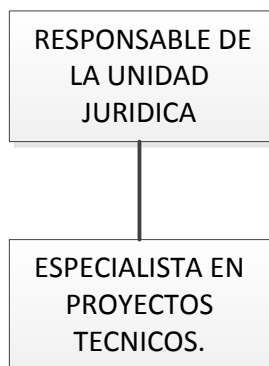 RESPONSABLE DE
LA UNIDAD
JURIDICA
ESPECIALISTA EN
PROYECTOS
TECNICOS.